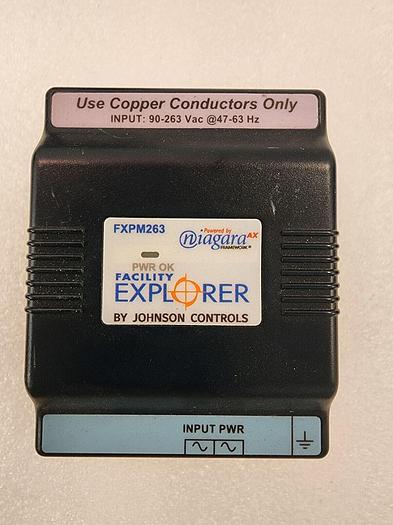 Use Copper Conductors Only
INPUT: 90-263 Vac @47-63 Hz
FXPM263
Powered by
niagara AX
FRAMEWORK®
PWR OK
FACILITY
EXPLORER
BY JOHNSON CONTROLS
INPUT PWR